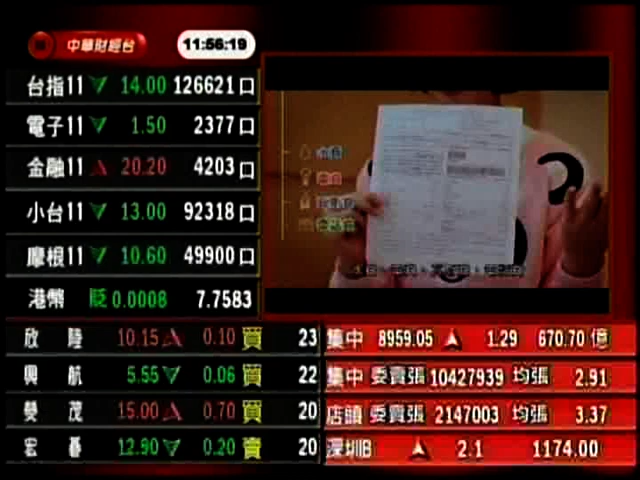 中華財經台 11:56:19
台指11 ▽ 14.00 126621口
電子11 ▽ 1.50 2377口
金融11 △ 20.20 4203口
小台11 ▽ 13.00 92318口
摩根11 ▽ 10.60 49900口
港幣 貶 0.0008 7.7583
欣陸 10.15 △ 0.10 買 23
興航 5.55 ▽ 0.06 買 22
榮茂 15.00 △ 0.70 買 20
宏碁 12.90 ▽ 0.20 賣 20
集中 8959.05 ▲ 1.29 670.70 億
集中 委賣張 10427939 均張 2.91
店頭 委賣張 2147003 均張 3.37
深圳B ▲ 2.1 1174.00